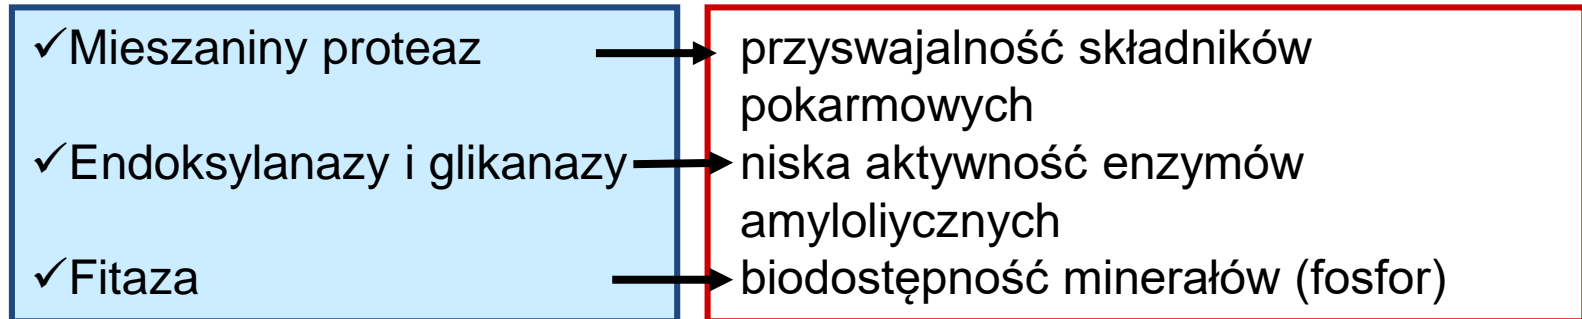 ✓Mieszaniny proteaz
przyswajalność składników
pokarmowych
✓Endoksylanazy i glikanazy
niska aktywność enzymów
amyloliycznych
✓Fitaza
biodostępność minerałów (fosfor)